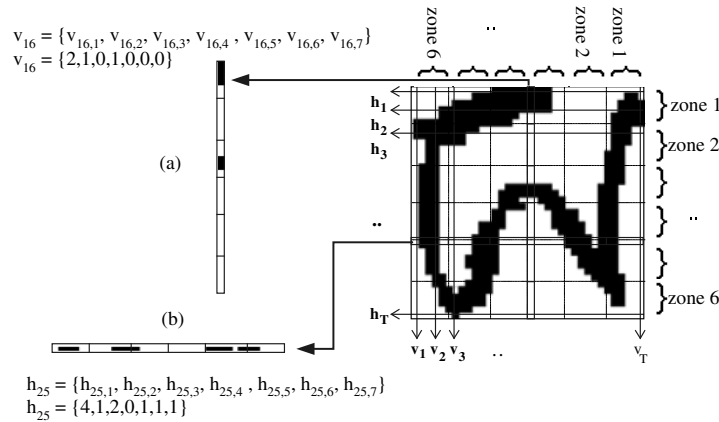 v16 = {v16,1, v16,2, v16,3, v16,4 , v16,5, v16,6, v16,7}
v16 = {2,1,0,1,0,0,0}
(a)
(b)
h25 = {h25,1, h25,2, h25,3, h25,4 , h25,5, h25,6, h25,7}
h25 = {4,1,2,0,1,1,1}
zone 6
..
zone 2
zone 1
h1
h2
h3
..
hT
zone 1
zone 2
..
zone 6
v1
v2
v3
..
vT